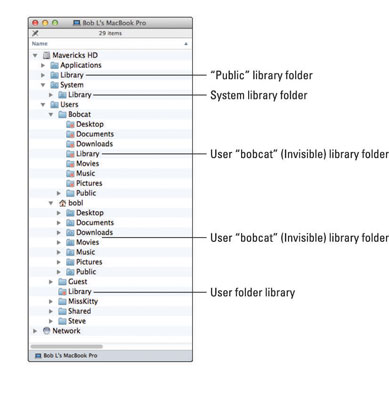 Bob L's MacBook Pro
29 items
Name
Mavericks HD
Applications
Library
"Public" library folder
System
Library
System library folder
Users
Bobcat
Desktop
Documents
Downloads
Library
User "bobcat" (Invisible) library folder
Movies
Music
Pictures
Public
bobl
Desktop
Documents
Downloads
User "bobcat" (Invisible) library folder
Movies
Music
Pictures
Public
Guest
Library
User folder library
MissKitty
Shared
Steve
Network
Bob L's MacBook Pro